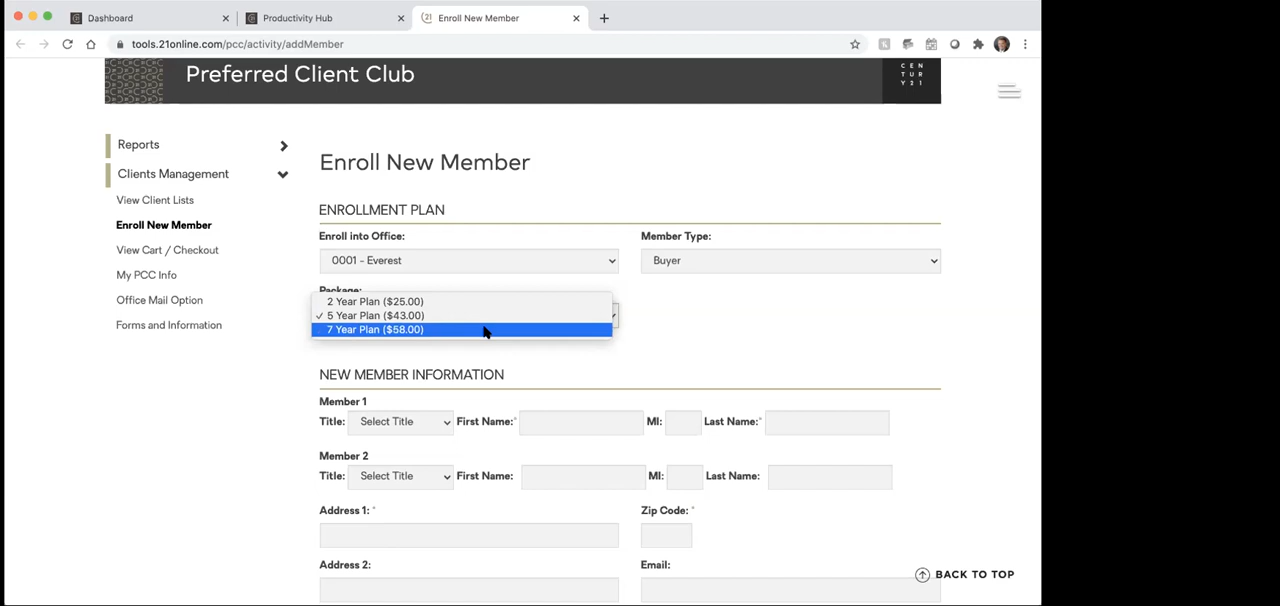 Dashboard
Productivity Hub
Enroll New Member
tools.21online.com/pcc/activity/addMember
Preferred Client Club
CEN
TUR
Y21
Reports
Clients Management
View Client Lists
Enroll New Member
View Cart / Checkout
My PCC Info
Office Mail Option
Forms and Information
Enroll New Member
ENROLLMENT PLAN
Enroll into Office:
Member Type:
0001 - Everest
Buyer
Package:
2 Year Plan ($25.00)
✓ 5 Year Plan ($43.00)
7 Year Plan ($58.00)
NEW MEMBER INFORMATION
Member 1
Title: Select Title First Name:* MI: Last Name:*
Member 2
Title: Select Title First Name: MI: Last Name:
Address 1: * Zip Code: *
Address 2: Email:
BACK TO TOP